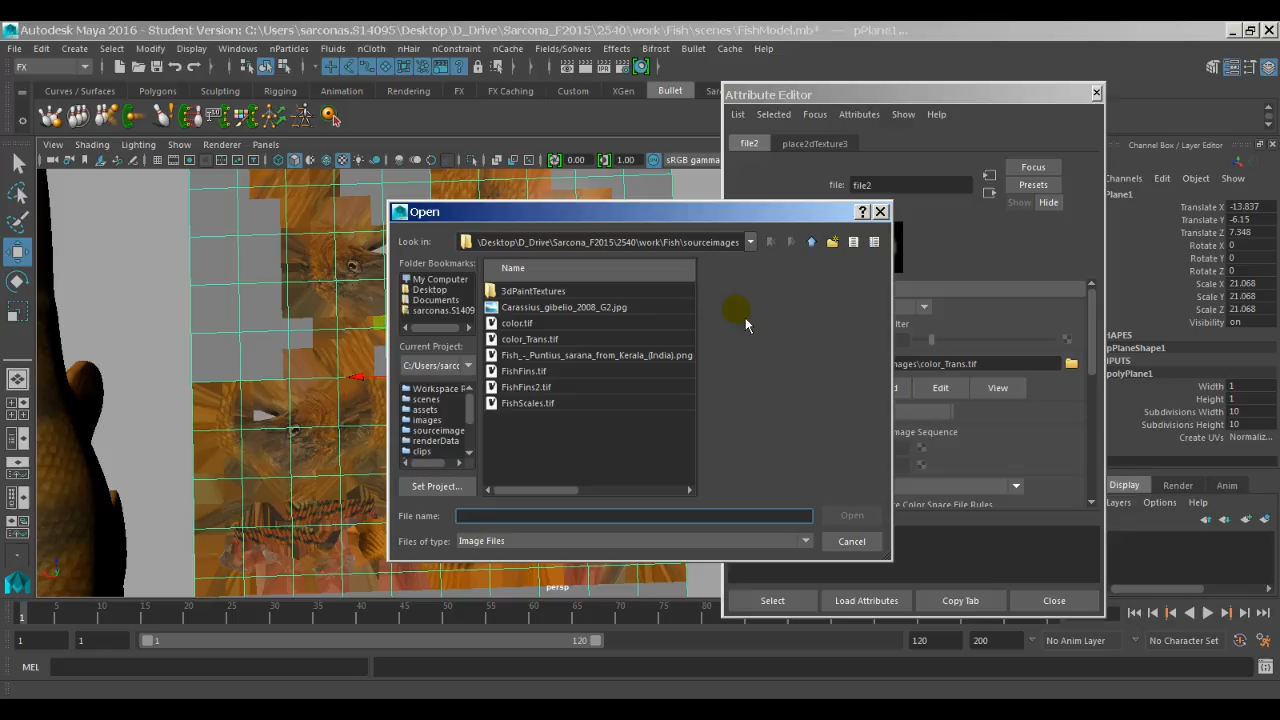 Autodesk Maya 2016 - Student Version: C:\Users\sarconas.S14095\Desktop\D_Drive\Sarcona_F2015\2540\work\Fish\scenes\FishModel.mb* - pPlane1...
File Edit Create Select Modify Display Windows nParticles Fluids nCloth nHair nConstraint nCache Fields/Solvers Effects Bifrost Bullet Cache Help
FX
IPR
Curves / Surfaces Polygons Sculpting Rigging Animation Rendering FX FX Caching Custom XGen Bullet Sar
View Shading Lighting Show Renderer Panels
0.00 1.00 sRGB gamma
Attribute Editor
List Selected Focus Attributes Show Help
file2 place2dTexture3
file: file2
Focus
Presets
Show Hide
ilter
nages\color_Trans.tif
d Edit View
mage Sequence
e Color Space File Rules
Select Load Attributes Copy Tab Close
Open
Look in: \Desktop\D_Drive\Sarcona_F2015\2540\work\Fish\sourceimages
Folder Bookmarks:
My Computer
Desktop
Documents
sarconas.S1409
Current Project:
C:/Users/sarcc
Workspace R
scenes
assets
images
sourceimage
renderData
clips
Set Project...
Name
3dPaintTextures
Carassius_gibelio_2008_G2.jpg
color.tif
color_Trans.tif
Fish_-_Puntius_sarana_from_Kerala_(India).png
FishFins.tif
FishFins2.tif
FishScales.tif
File name: Open
Files of type: Image Files Cancel
Channel Box / Layer Editor
Channels Edit Object Show
Plane1
Translate X -13.837
Translate Y -6.15
Translate Z 7.348
Rotate X 0
Rotate Y 0
Rotate Z 0
Scale X 21.068
Scale Y 21.068
Scale Z 21.068
Visibility on
HAPES
pPlaneShape1
IPUTS
polyPlane1
Width 1
Height 1
Subdivisions Width 10
Subdivisions Height 10
Create UVs Normaliz...
Display Render Anim
Layers Options Help
persp
5 10 15 20 25 30 35 40 45 50 55 60 65 70 75 80
1
1 1 1 120 120 200 No Anim Layer No Character Set
MEL